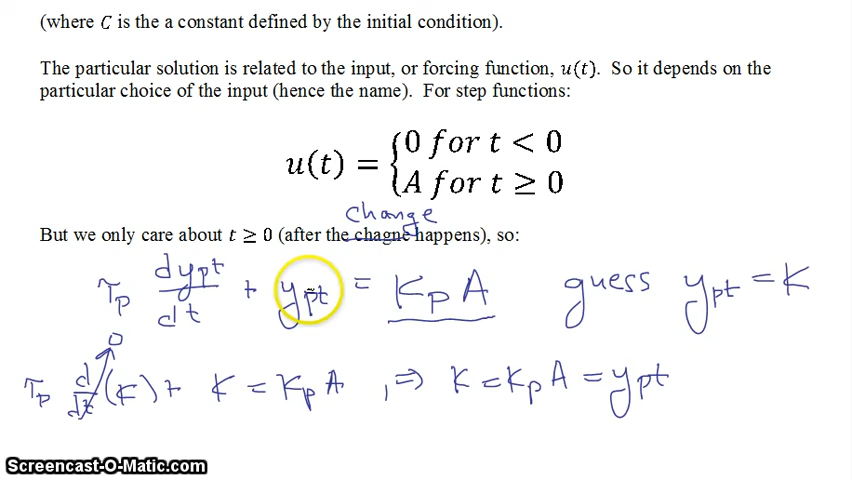 (where C is the a constant defined by the initial condition).
The particular solution is related to the input, or forcing function, u(t). So it depends on the
particular choice of the input (hence the name). For step functions:
u(t) = {0 for t < 0
A for t ≥ 0
change
But we only care about t ≥ 0 (after the chagne happens), so:
τp dypt/dt + ypt = Kp A guess ypt = K
0
τp d/dt (K) + K = Kp A , ⇒ K = Kp A = ypt
Screencast-O-Matic.com